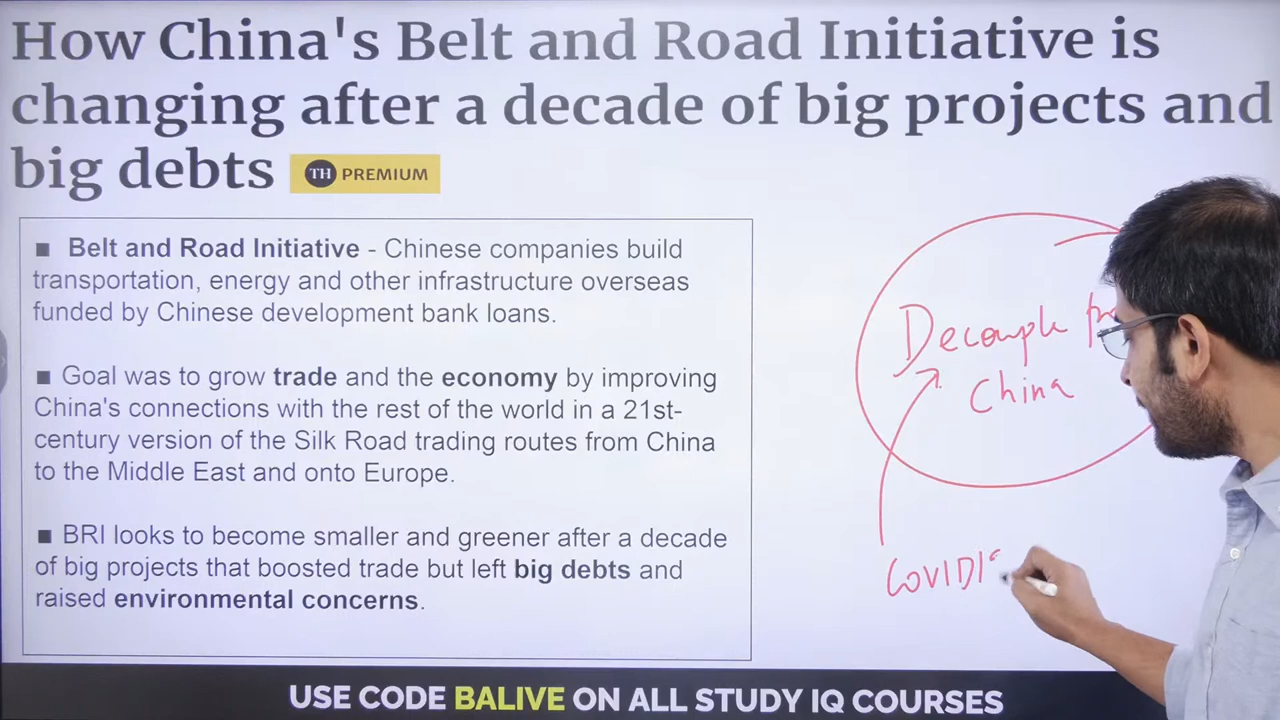 How China's Belt and Road Initiative is
changing after a decade of big projects and
big debts TH PREMIUM
■ Belt and Road Initiative - Chinese companies build
transportation, energy and other infrastructure overseas
funded by Chinese development bank loans.
■ Goal was to grow trade and the economy by improving
China's connections with the rest of the world in a 21st-
century version of the Silk Road trading routes from China
to the Middle East and onto Europe.
■ BRI looks to become smaller and greener after a decade
of big projects that boosted trade but left big debts and
raised environmental concerns.
Decouple
China
COVID19
USE CODE BALIVE ON ALL STUDY IQ COURSES